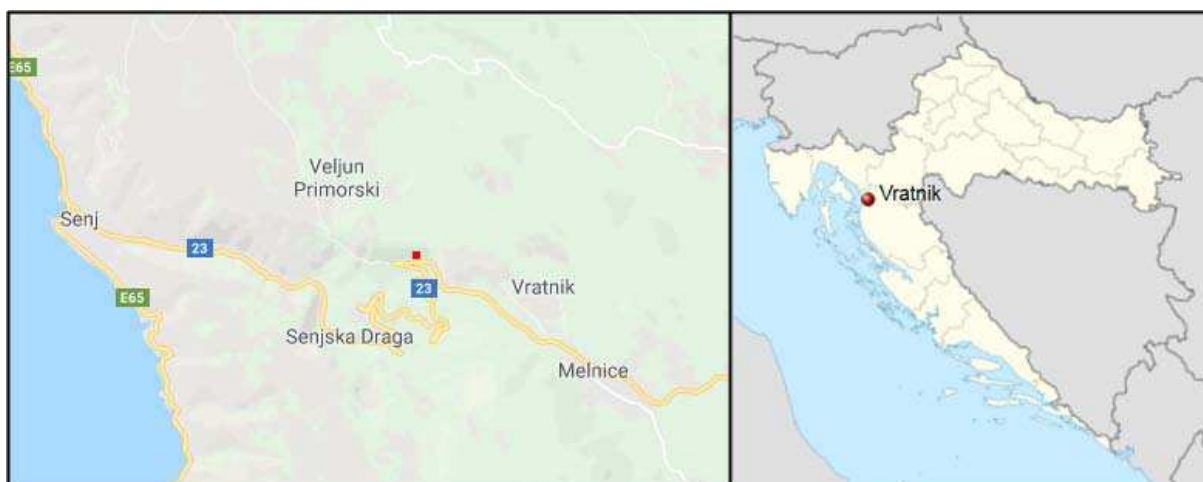 E65
Veljun
Primorski
Senj
23
23
Vratnik
E65
Senjska Draga
Melnice
Vratnik